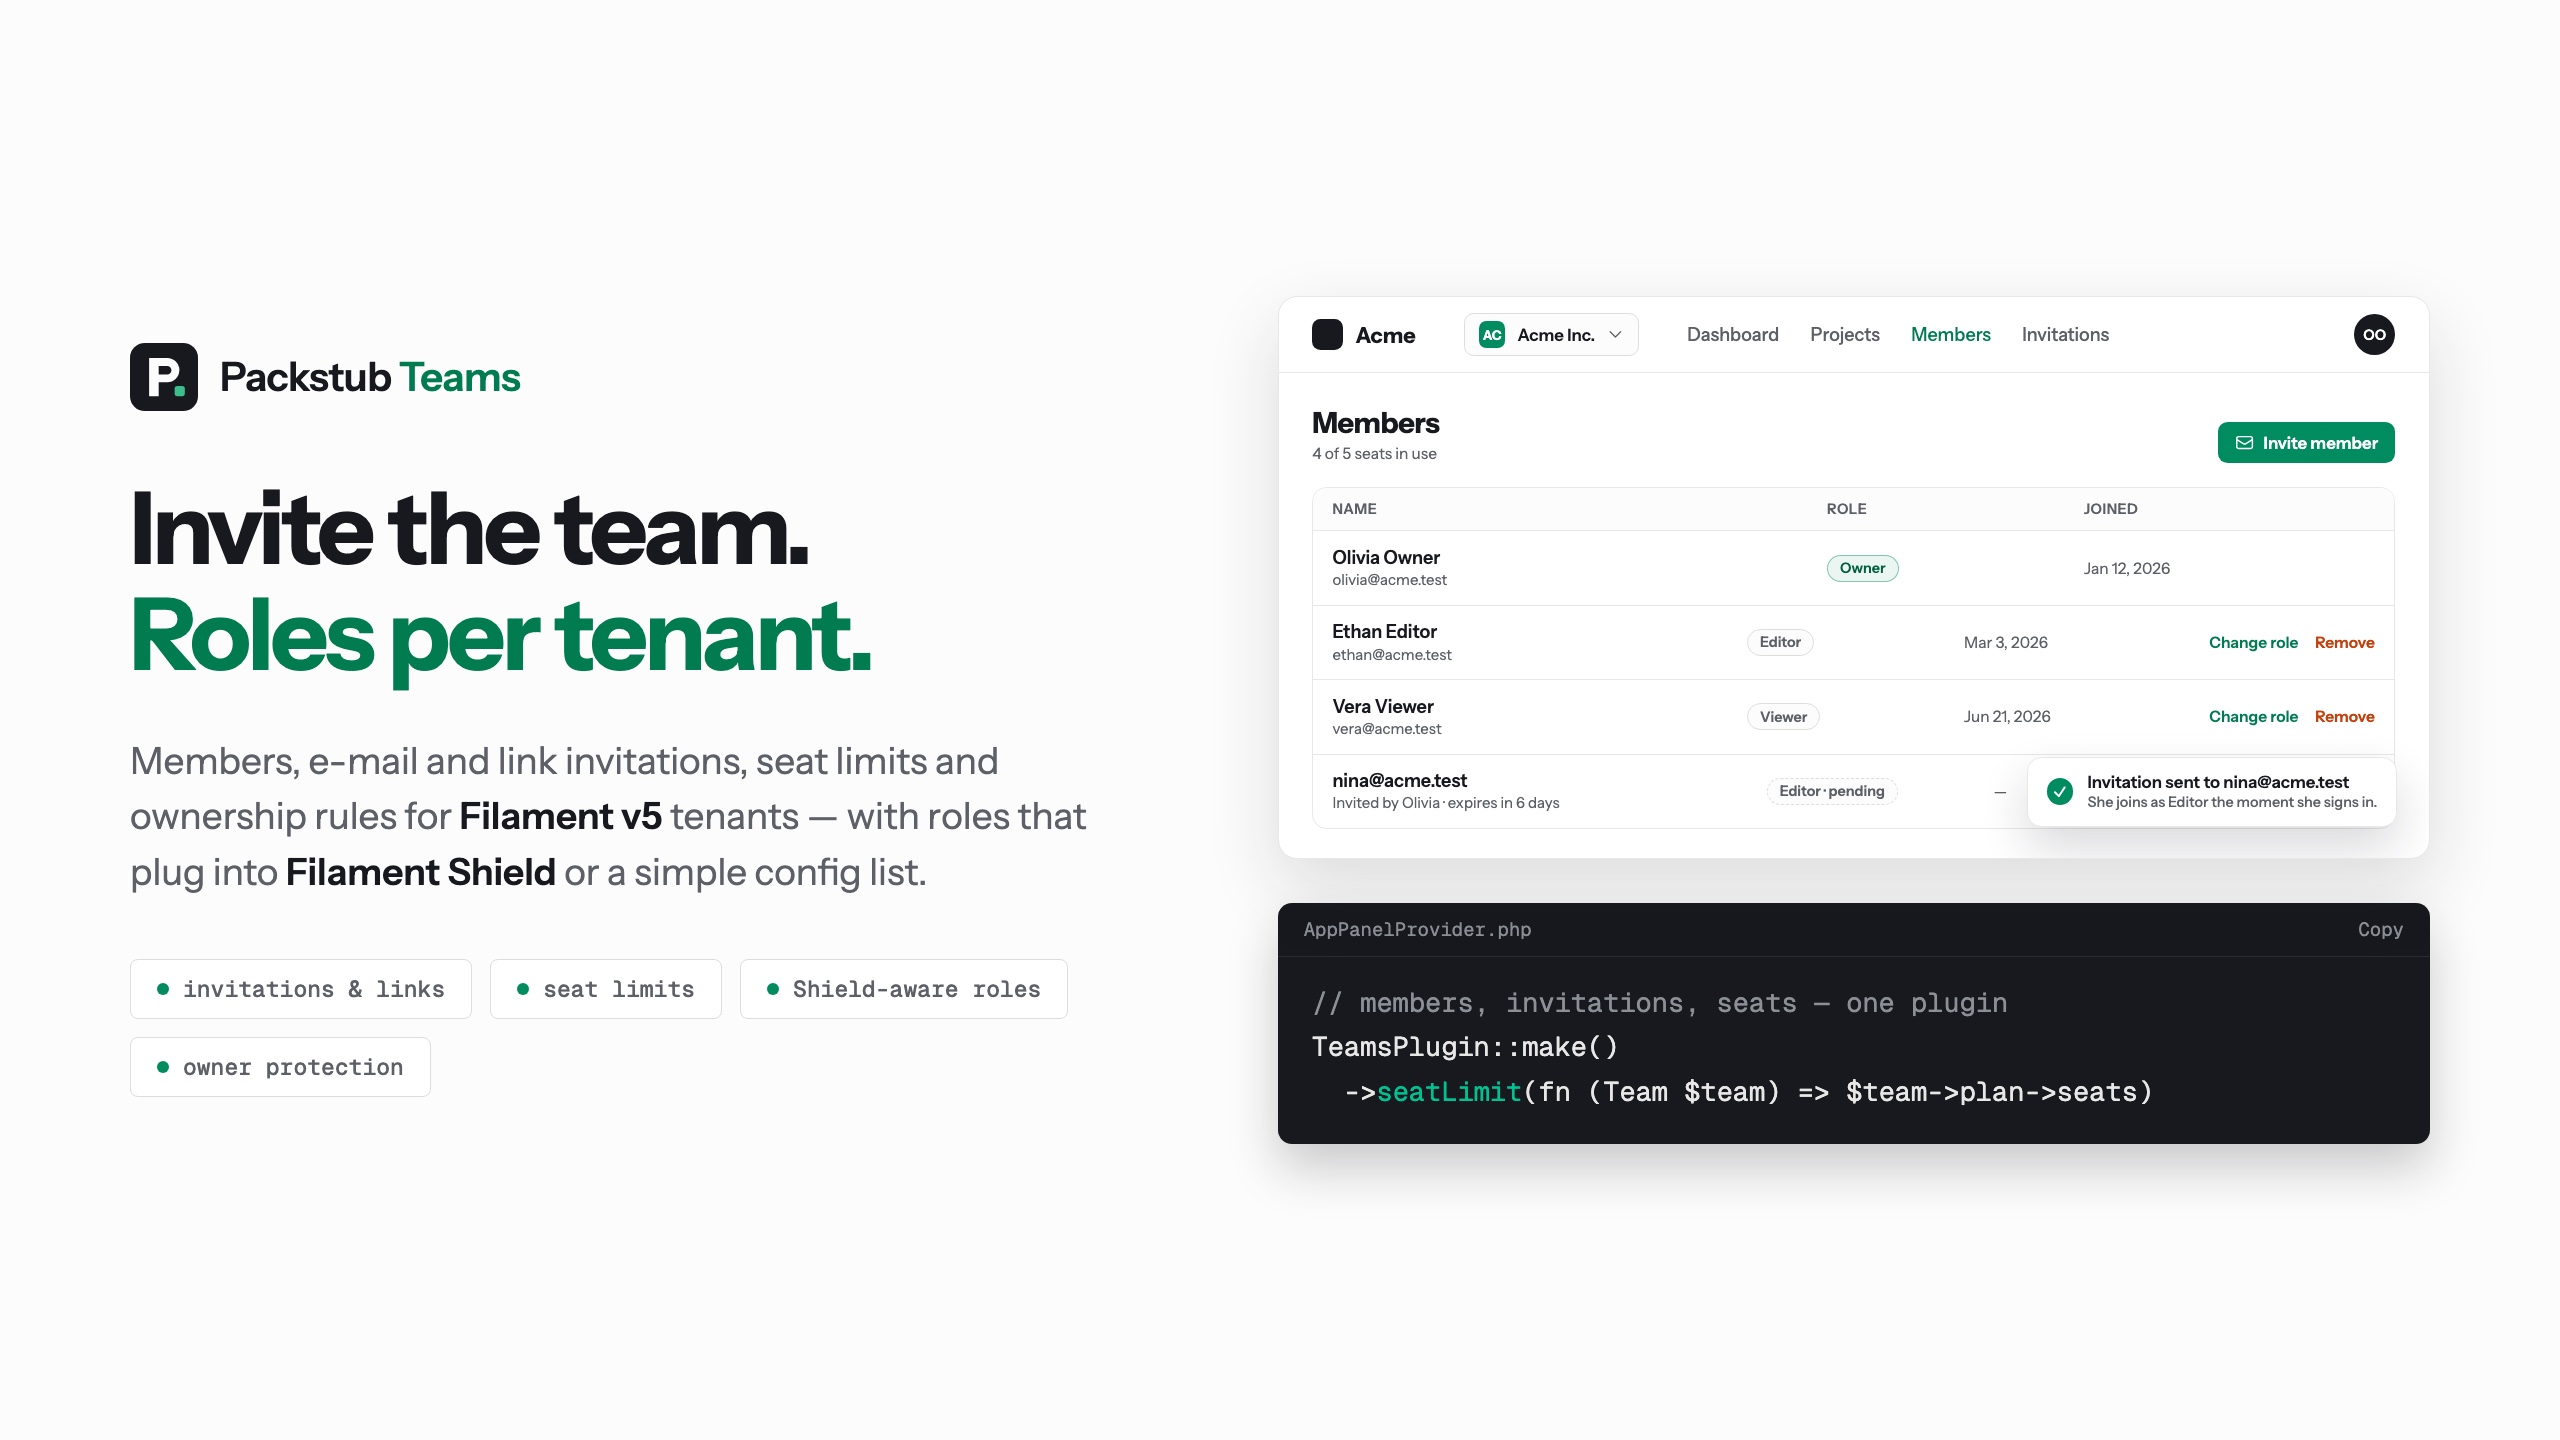 Packstub Teams
Invite the team.
Roles per tenant.
Members, e-mail and link invitations, seat limits and
ownership rules for Filament v5 tenants — with roles that
plug into Filament Shield or a simple config list.
invitations & links
seat limits
Shield-aware roles
owner protection
Acme
AC Acme Inc.
Dashboard
Projects
Members
Invitations
OO
Members
4 of 5 seats in use
Invite member
NAME ROLE JOINED
Olivia Owner
olivia@acme.test
Owner
Jan 12, 2026
Ethan Editor
ethan@acme.test
Editor
Mar 3, 2026
Change role Remove
Vera Viewer
vera@acme.test
Viewer
Jun 21, 2026
Change role Remove
nina@acme.test
Invited by Olivia · expires in 6 days
Editor · pending
—
Invitation sent to nina@acme.test
She joins as Editor the moment she signs in.
AppPanelProvider.php
Copy
// members, invitations, seats — one plugin
TeamsPlugin::make()
->seatLimit(fn (Team $team) => $team->plan->seats)
P.